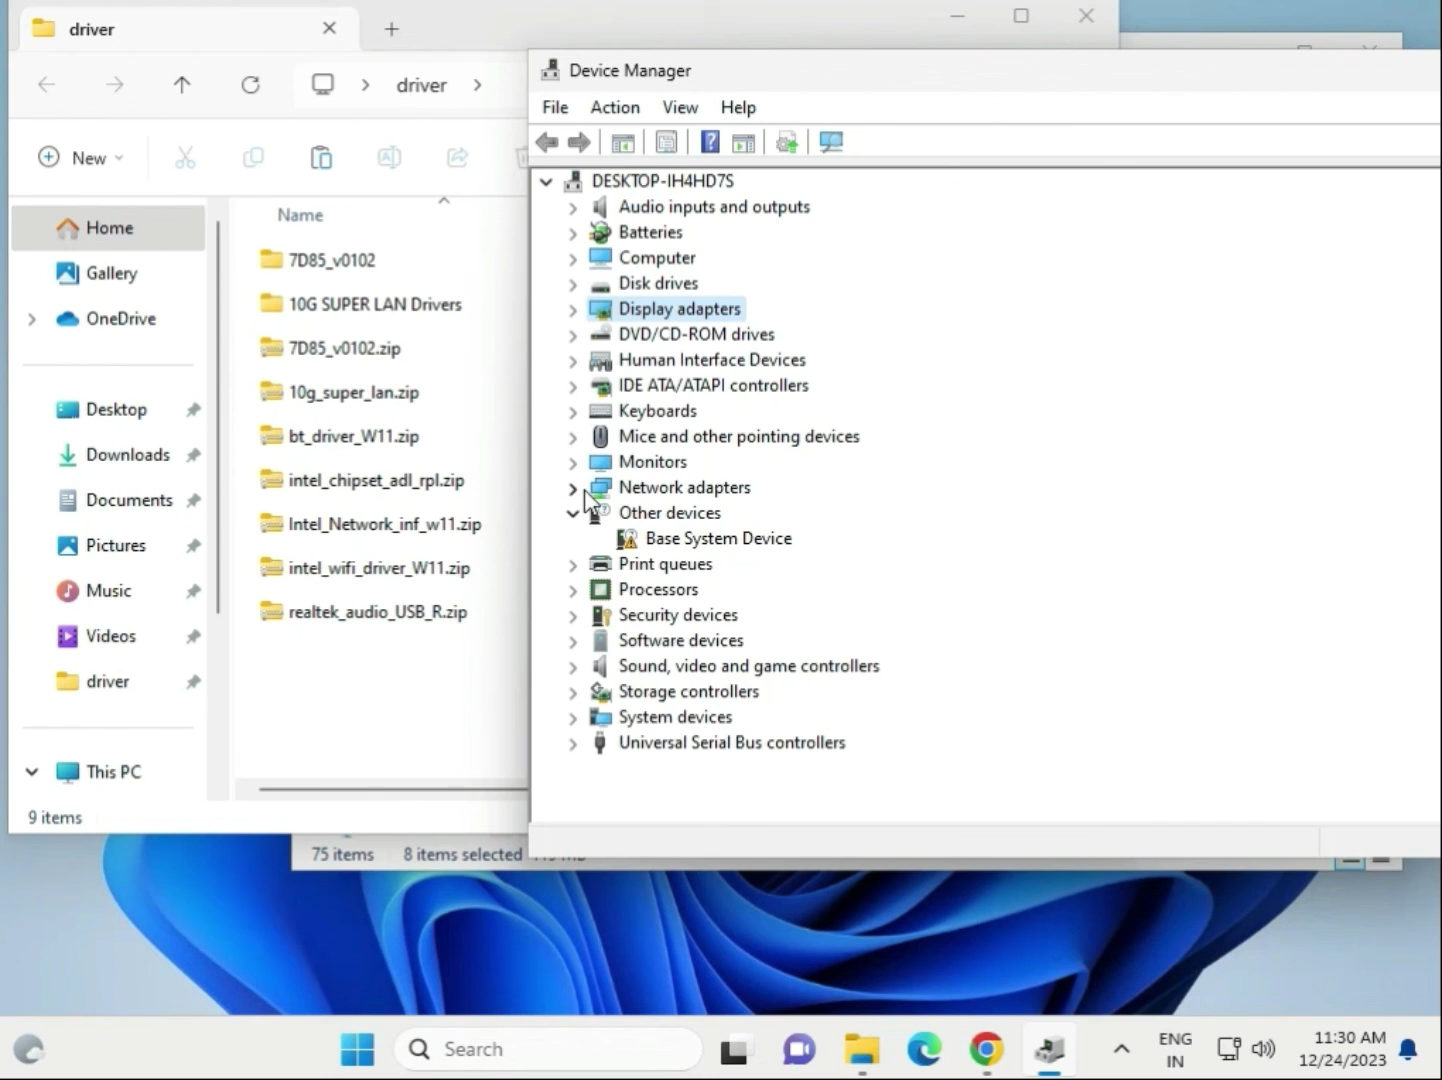 driver
driver
New
Name
Home
Gallery
OneDrive
Desktop
Downloads
Documents
Pictures
Music
Videos
driver
This PC
9 items
7D85_v0102
10G SUPER LAN Drivers
7D85_v0102.zip
10g_super_lan.zip
bt_driver_W11.zip
intel_chipset_adl_rpl.zip
Intel_Network_inf_w11.zip
intel_wifi_driver_W11.zip
realtek_audio_USB_R.zip
Device Manager
File Action View Help
DESKTOP-IH4HD7S
Audio inputs and outputs
Batteries
Computer
Disk drives
Display adapters
DVD/CD-ROM drives
Human Interface Devices
IDE ATA/ATAPI controllers
Keyboards
Mice and other pointing devices
Monitors
Network adapters
Other devices
Base System Device
Print queues
Processors
Security devices
Software devices
Sound, video and game controllers
Storage controllers
System devices
Universal Serial Bus controllers
75 items 8 items selected
Search
ENG
IN
11:30 AM
12/24/2023